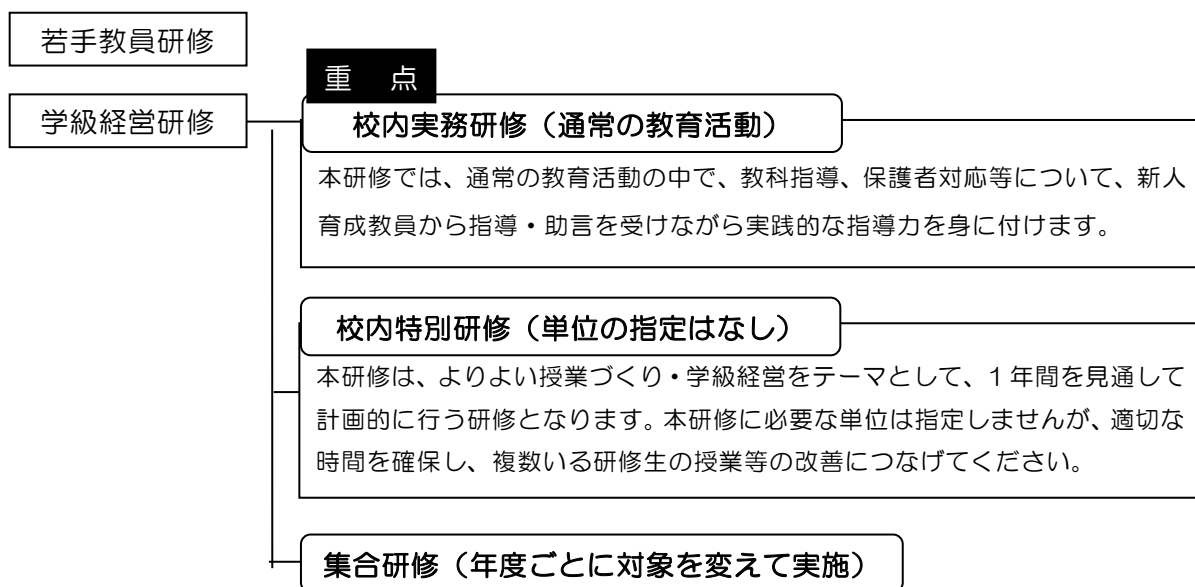 若手教員研修
重 点
学級経営研修
校内実務研修（通常の教育活動）
本研修では、通常の教育活動の中で、教科指導、保護者対応等について、新人
育成教員から指導・助言を受けながら実践的な指導力を身に付けます。
校内特別研修（単位の指定はなし）
本研修は、よりよい授業づくり・学級経営をテーマとして、１年間を見通して
計画的に行う研修となります。本研修に必要な単位は指定しませんが、適切な
時間を確保し、複数いる研修生の授業等の改善につなげてください。
集合研修（年度ごとに対象を変えて実施）